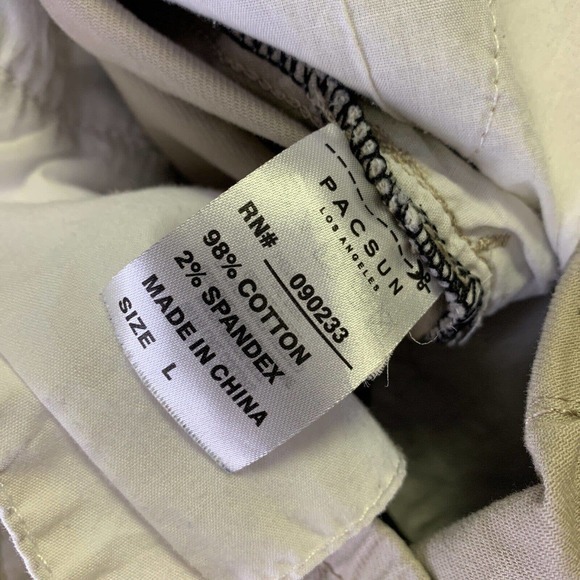 PACSUN
LOS ANGELES
RN# 090233
98% COTTON
2% SPANDEX
MADE IN CHINA
SIZE L